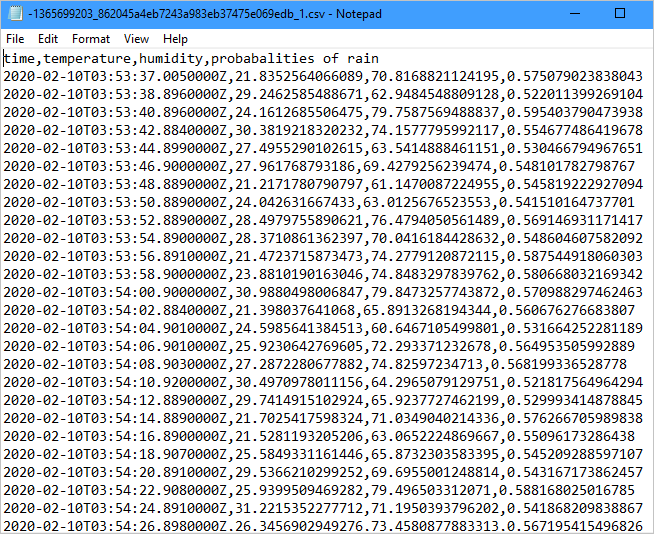 -1365699203_862045a4eb7243a983eb37475e069edb_1.csv - Notepad
File Edit Format View Help
time,temperature,humidity,probabalities of rain
2020-02-10T03:53:37.0050000Z,21.8352564066089,70.8168821124195,0.575079023838043
2020-02-10T03:53:38.8960000Z,29.2462585488671,62.9484548809128,0.522011399269104
2020-02-10T03:53:40.8960000Z,24.1612685506475,79.7587569488837,0.595403790473938
2020-02-10T03:53:42.8840000Z,30.3819218320232,74.1577795992117,0.554677486419678
2020-02-10T03:53:44.8990000Z,27.4955290102615,63.5414888461151,0.530466794967651
2020-02-10T03:53:46.9000000Z,27.961768793186,69.4279256239474,0.548101782798767
2020-02-10T03:53:48.8890000Z,21.2171780790797,61.1470087224955,0.545819222927094
2020-02-10T03:53:50.8890000Z,24.042631667433,63.0125676523553,0.541510164737701
2020-02-10T03:53:52.8890000Z,28.4979755890621,76.4794050561489,0.569146931171417
2020-02-10T03:53:54.8900000Z,28.3710861362397,70.0416184428632,0.548604607582092
2020-02-10T03:53:56.8910000Z,21.4723715873473,74.2779120872115,0.587544918060303
2020-02-10T03:53:58.9000000Z,23.8810190163046,74.8483297839762,0.580668032169342
2020-02-10T03:54:00.9000000Z,30.9880498006847,79.8473257743872,0.570988297462463
2020-02-10T03:54:02.8840000Z,21.398037641068,65.8913268194344,0.560676276683807
2020-02-10T03:54:04.9010000Z,24.5985641384513,60.6467105499801,0.531664252281189
2020-02-10T03:54:06.9010000Z,25.9230642769605,72.293371232678,0.564953505992889
2020-02-10T03:54:08.9030000Z,27.2872280677882,74.82597234713,0.568199336528778
2020-02-10T03:54:10.9200000Z,30.4970978011156,64.2965079129751,0.521817564964294
2020-02-10T03:54:12.8890000Z,29.7414915102924,65.9237727462199,0.529993414878845
2020-02-10T03:54:14.8890000Z,21.7025417598324,71.0349040214336,0.576266705989838
2020-02-10T03:54:16.8900000Z,21.5281193205206,63.0652224869667,0.55096173286438
2020-02-10T03:54:18.9070000Z,25.5849331161446,65.8732303583395,0.545209288597107
2020-02-10T03:54:20.8910000Z,29.5366210299252,69.6955001248814,0.543167173862457
2020-02-10T03:54:22.9080000Z,25.9399509469282,79.496503312071,0.588168025016785
2020-02-10T03:54:24.8910000Z,31.2215352277712,71.1950393796202,0.541868209838867
2020-02-10T03:54:26.8980000Z,26.3456902949276,73.4580877883313,0.567195415496826